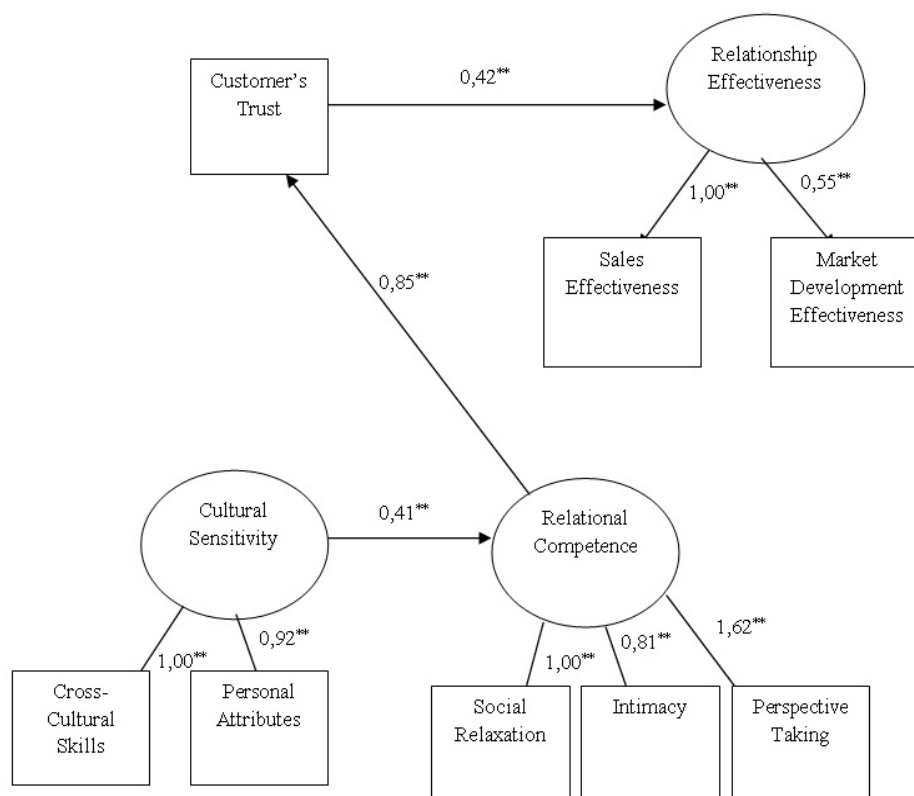 Relationship
Effectiveness
Customer's
Trust
0,42**
1,00**
0,55**
Sales
Effectiveness
Market
Development
Effectiveness
0,85**
Cultural
Sensitivity
0,41**
Relational
Competence
1,00**
0,92**
1,00**
0,81**
1,62**
Cross-
Cultural
Skills
Personal
Attributes
Social
Relaxation
Intimacy
Perspective
Taking